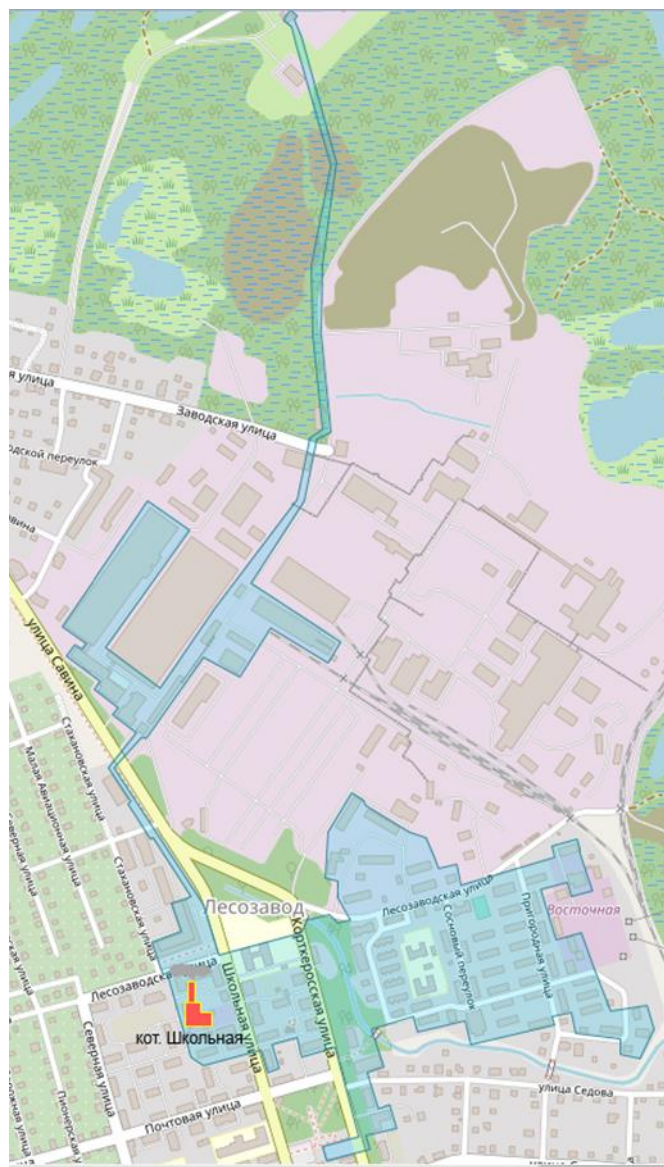 я улица
Заводская улица
одской переулок
авина
улица Савина
Стахановская улица
Малая Авиационная улица
Северная улица
Стахановская улица
Лесозавод
Лесозаводская улица
Сосновый переулок
Пригородная улица
Восточная
Корткеросская улица
Школьная улица
Лесозаводская улица
кот. Школьная
Северная улица
Пионерская у
рожная улица
Почтовая улица
улица Седова